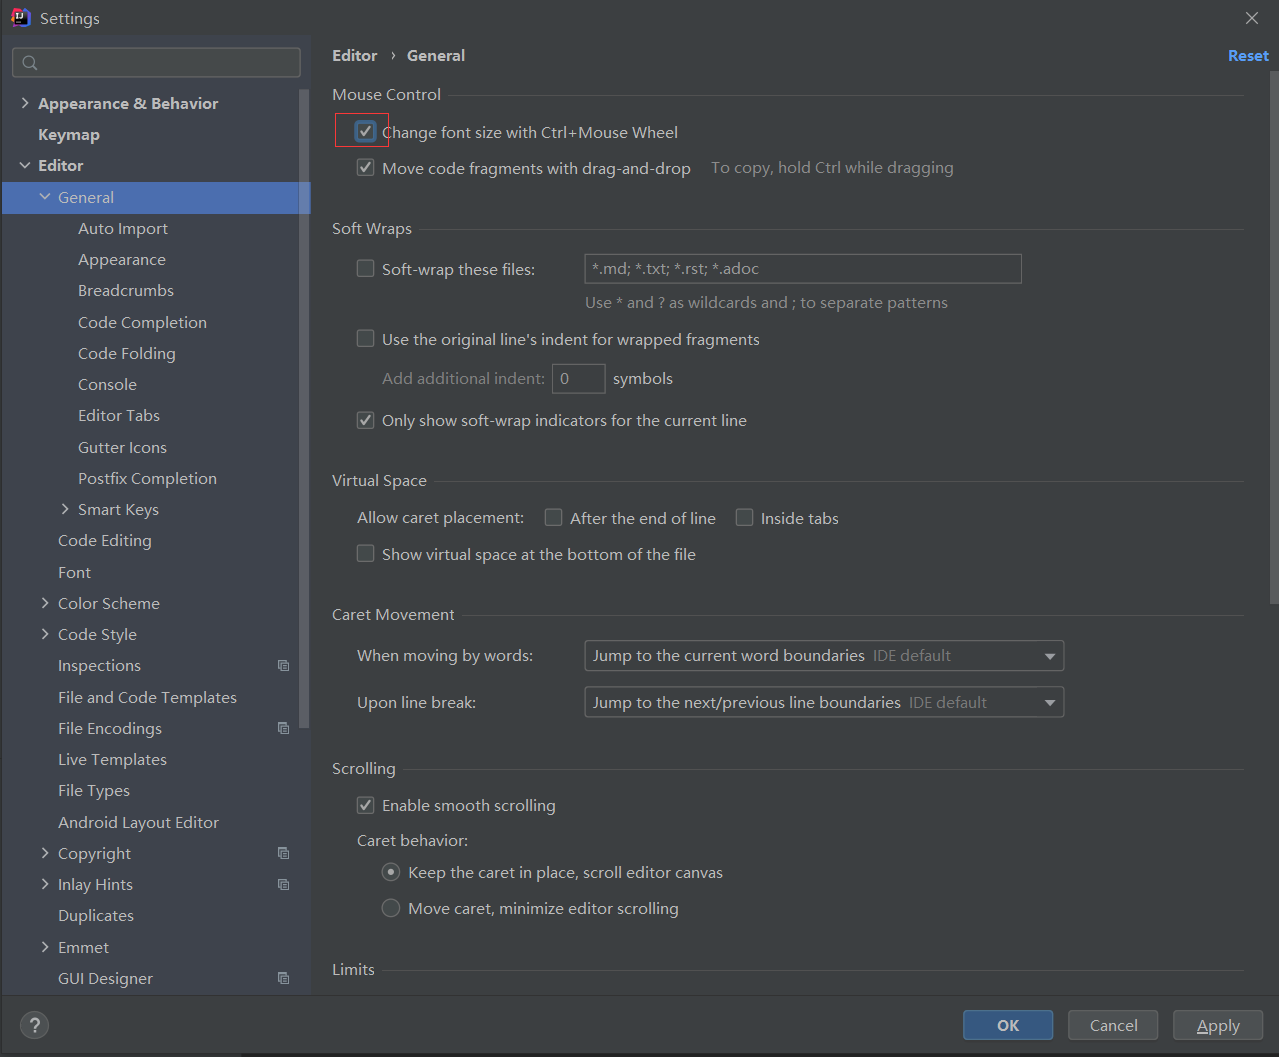 Settings
Appearance & Behavior
Keymap
Editor
General
Auto Import
Appearance
Breadcrumbs
Code Completion
Code Folding
Console
Editor Tabs
Gutter Icons
Postfix Completion
Smart Keys
Code Editing
Font
Color Scheme
Code Style
Inspections
File and Code Templates
File Encodings
Live Templates
File Types
Android Layout Editor
Copyright
Inlay Hints
Duplicates
Emmet
GUI Designer
Editor › General
Reset
Mouse Control
Change font size with Ctrl+Mouse Wheel
Move code fragments with drag-and-drop To copy, hold Ctrl while dragging
Soft Wraps
Soft-wrap these files: *.md; *.txt; *.rst; *.adoc
Use * and ? as wildcards and ; to separate patterns
Use the original line's indent for wrapped fragments
Add additional indent: 0 symbols
Only show soft-wrap indicators for the current line
Virtual Space
Allow caret placement: After the end of line Inside tabs
Show virtual space at the bottom of the file
Caret Movement
When moving by words: Jump to the current word boundaries IDE default
Upon line break: Jump to the next/previous line boundaries IDE default
Scrolling
Enable smooth scrolling
Caret behavior:
Keep the caret in place, scroll editor canvas
Move caret, minimize editor scrolling
Limits
? OK Cancel Apply